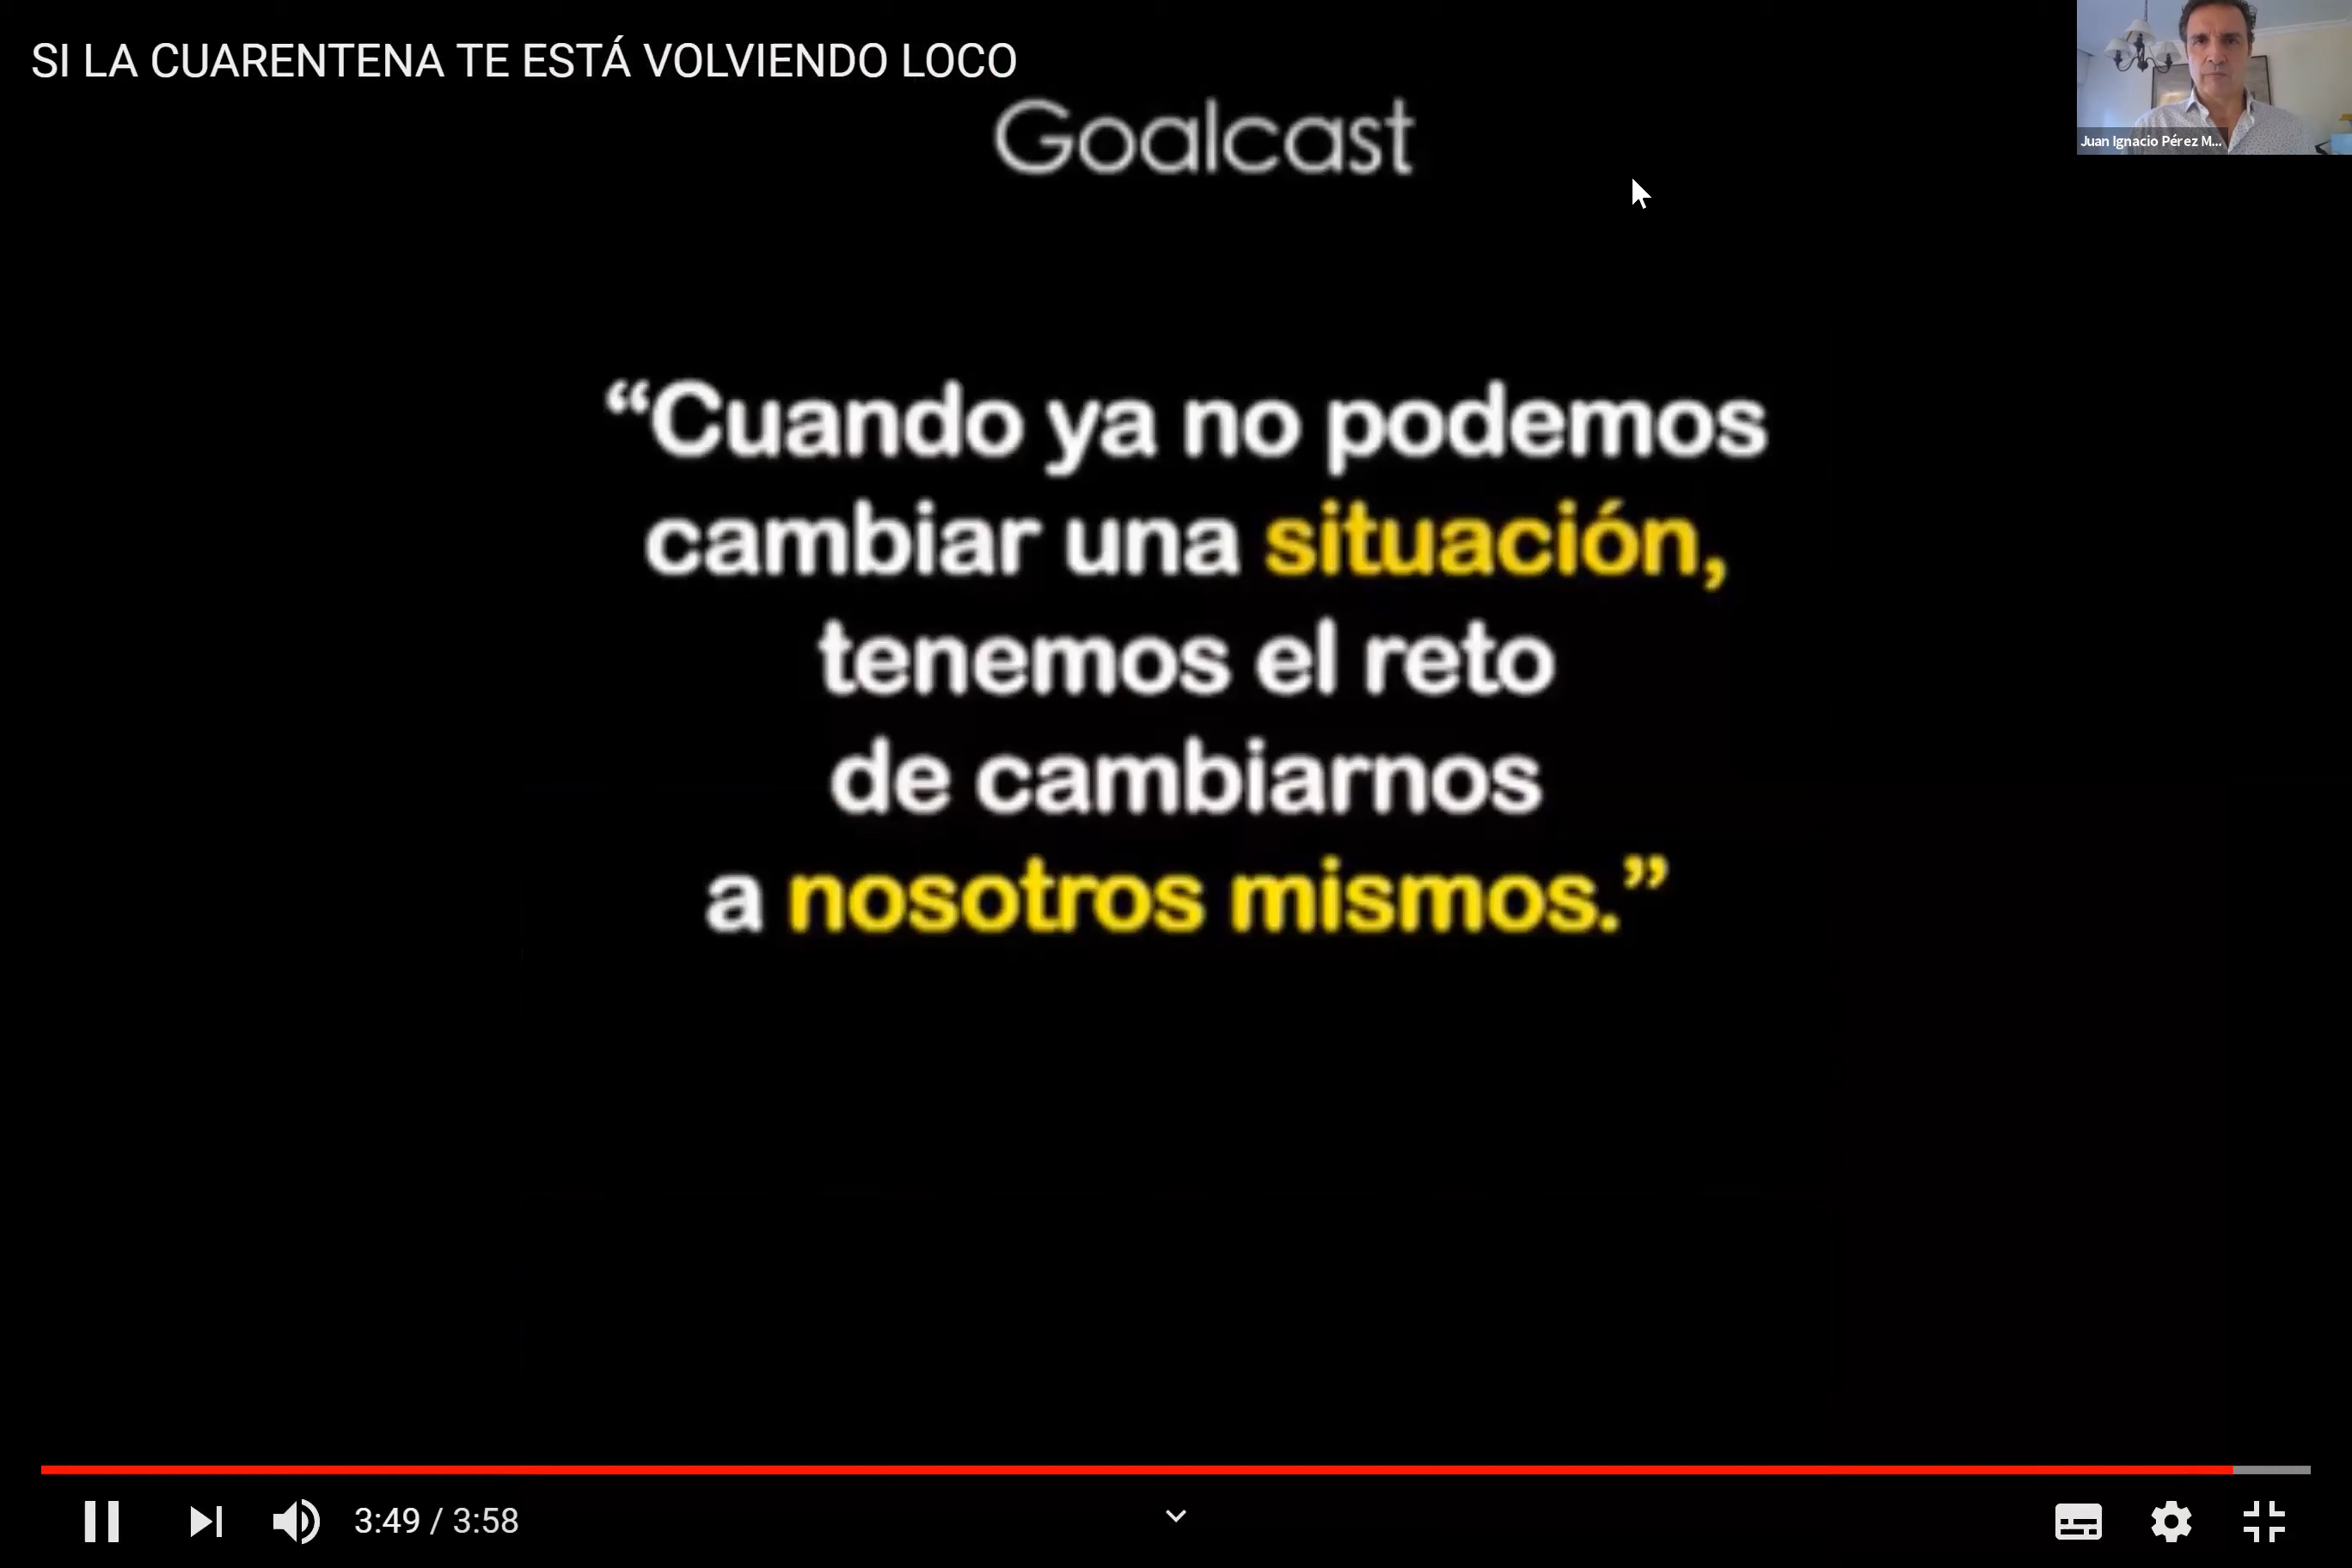 SI LA CUARENTENA TE ESTÁ VOLVIENDO LOCO
Juan Ignacio Pérez M...
Goalcast
“Cuando ya no podemos
cambiar una situación,
tenemos el reto
de cambiarnos
a nosotros mismos.”
3:49 / 3:58